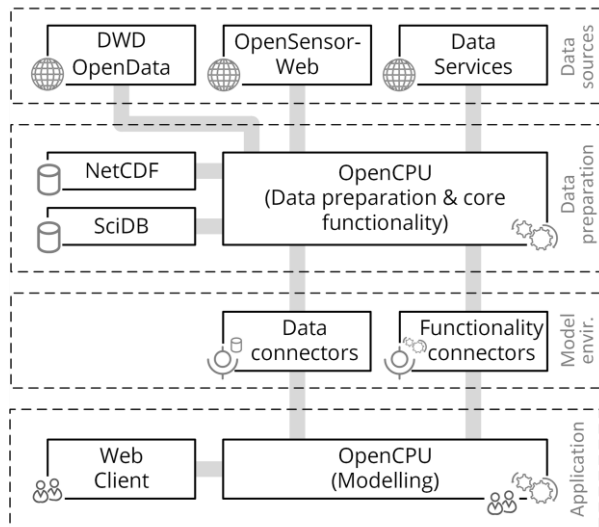 DWD
OpenData
OpenSensor-
Web
Data
Services
Data
sources
NetCDF
SciDB
OpenCPU
(Data preparation & core
functionality)
Data
preparation
Data
connectors
Functionality
connectors
Model
envir.
Web
Client
OpenCPU
(Modelling)
Application